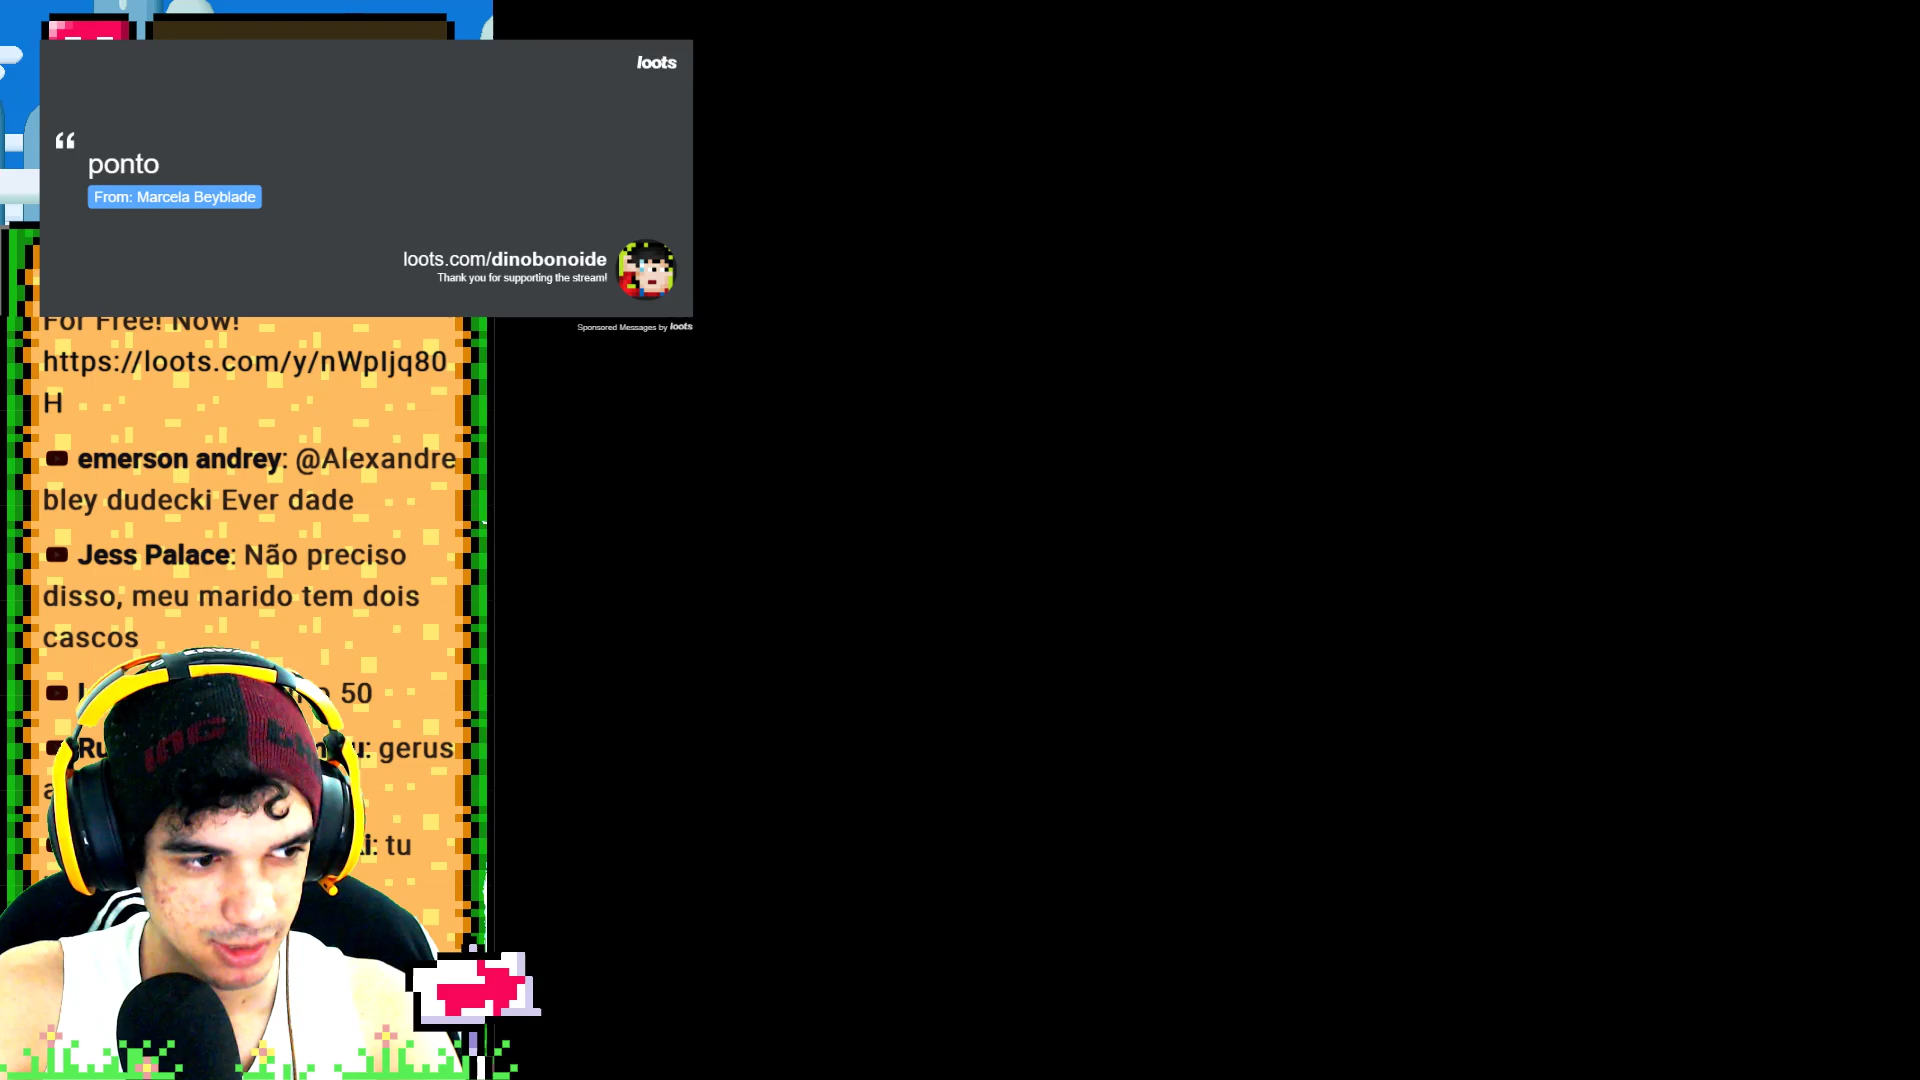 loots
“
ponto
From: Marcela Beyblade
loots.com/dinobonoide
Thank you for supporting the stream!
Sponsored Messages by loots
For Free! Now!
https://loots.com/y/nWpIjq80
H
emerson andrey: @Alexandre
bley dudecki Ever dade
Jess Palace: Não preciso
disso, meu marido tem dois
cascos
50
gerus
tu